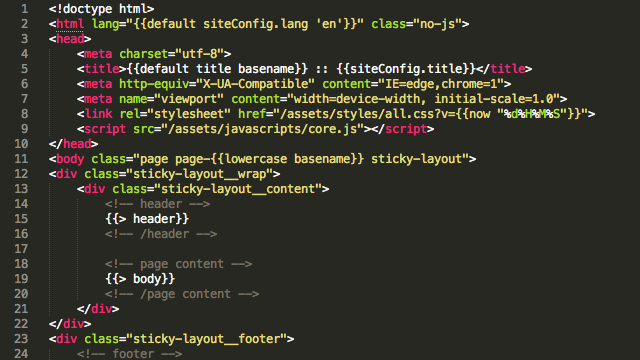 1 <!doctype html>
2 <html lang="{{default siteConfig.lang 'en'}}" class="no-js">
3 <head>
4 <meta charset="utf-8">
5 <title>{{default title basename}} :: {{siteConfig.title}}</title>
6 <meta http-equiv="X-UA-Compatible" content="IE=edge,chrome=1">
7 <meta name="viewport" content="width=device-width, initial-scale=1.0">
8 <link rel="stylesheet" href="/assets/styles/all.css?v={{now "%d%H%M%S"}}">
9 <script src="/assets/javascripts/core.js"></script>
10 </head>
11 <body class="page page-{{lowercase basename}} sticky-layout">
12 <div class="sticky-layout__wrap">
13 <div class="sticky-layout__content">
14 <!-- header -->
15 {{> header}}
16 <!-- /header -->
17
18 <!-- page content -->
19 {{> body}}
20 <!-- /page content -->
21 </div>
22 </div>
23 <div class="sticky-layout__footer">
24 <!-- footer -->